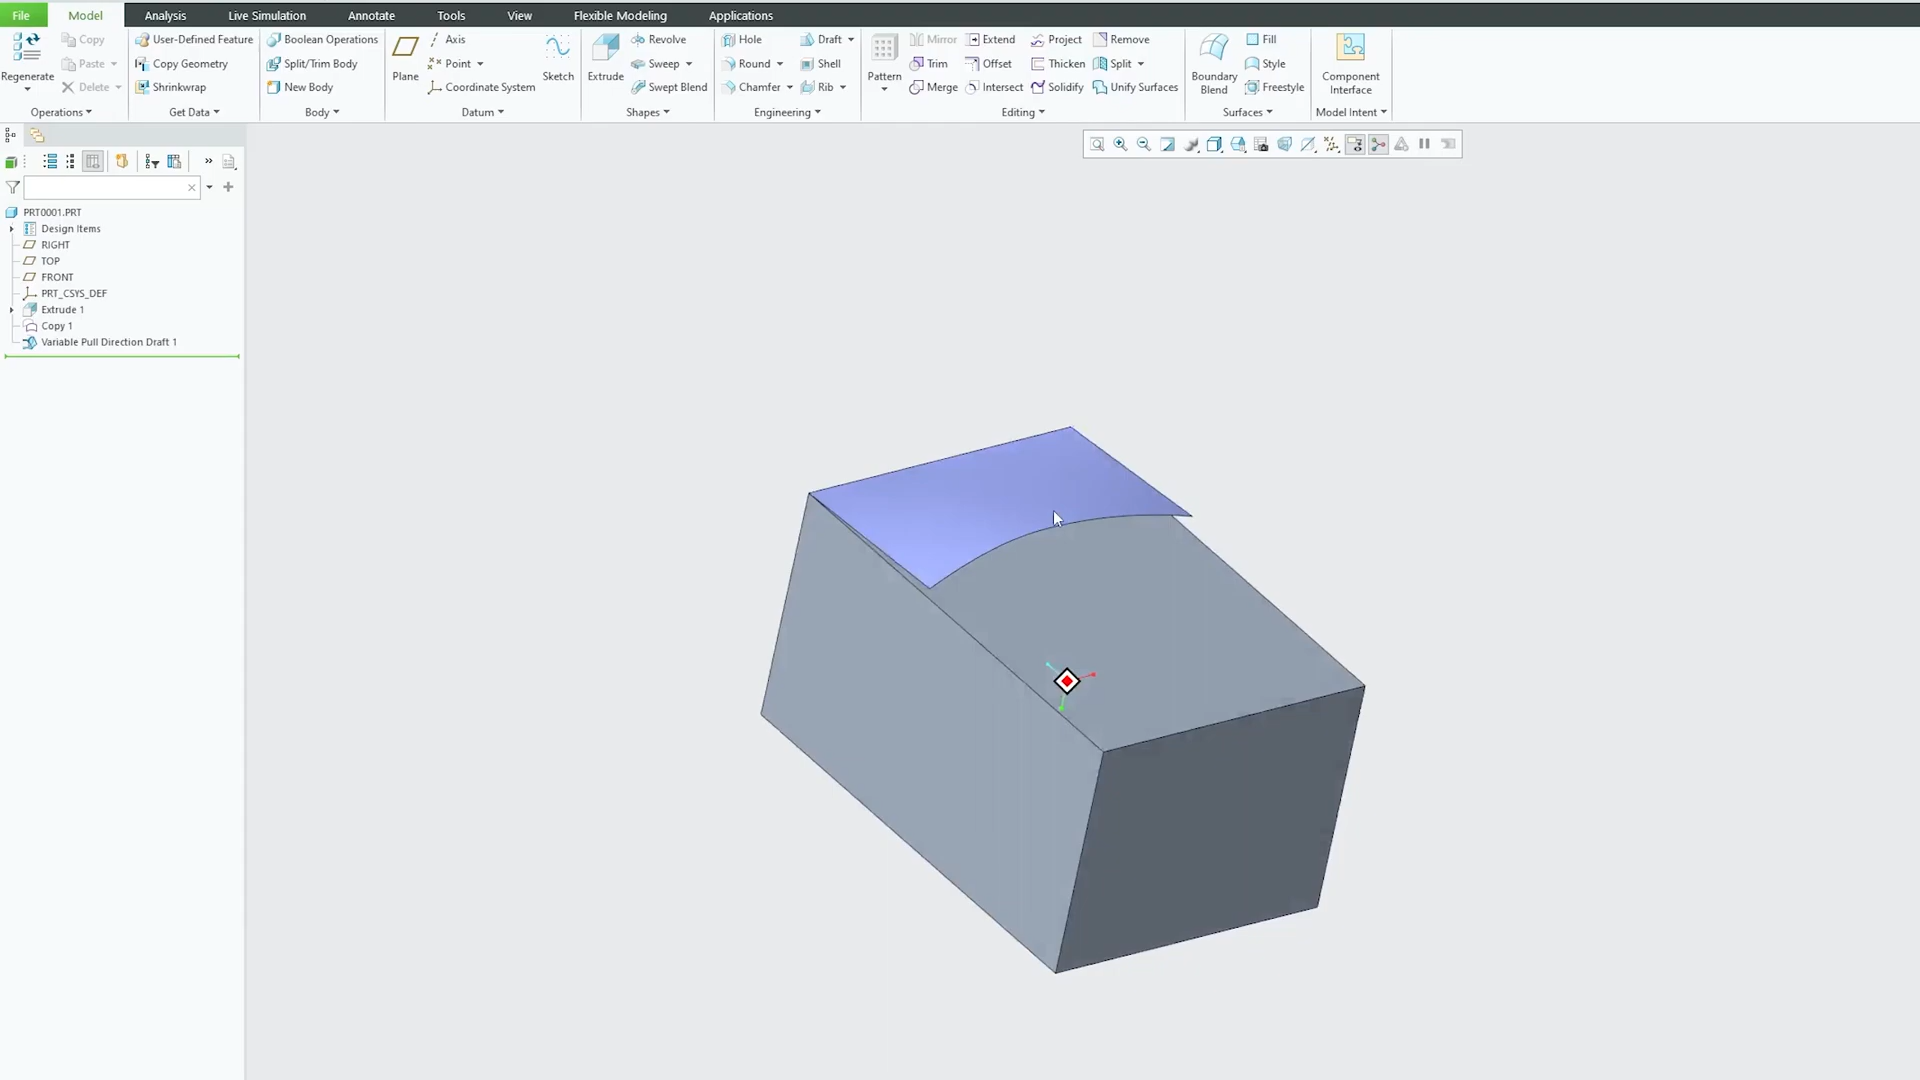 File Model Analysis Live Simulation Annotate Tools View Flexible Modeling Applications
Regenerate
Copy
Paste
Delete
Operations
User-Defined Feature
Copy Geometry
Shrinkwrap
Get Data
Boolean Operations
Split/Trim Body
New Body
Body
Plane
Axis
Point
Coordinate System
Sketch
Datum
Extrude
Revolve
Sweep
Swept Blend
Shapes
Hole
Round
Chamfer
Draft
Shell
Rib
Engineering
Pattern
Mirror
Trim
Merge
Extend
Offset
Intersect
Project
Thicken
Solidify
Remove
Split
Unify Surfaces
Editing
Boundary
Blend
Fill
Style
Freestyle
Surfaces
Component
Interface
Model Intent
PRT0001.PRT
Design Items
RIGHT
TOP
FRONT
PRT_CSYS_DEF
Extrude 1
Copy 1
Variable Pull Direction Draft 1